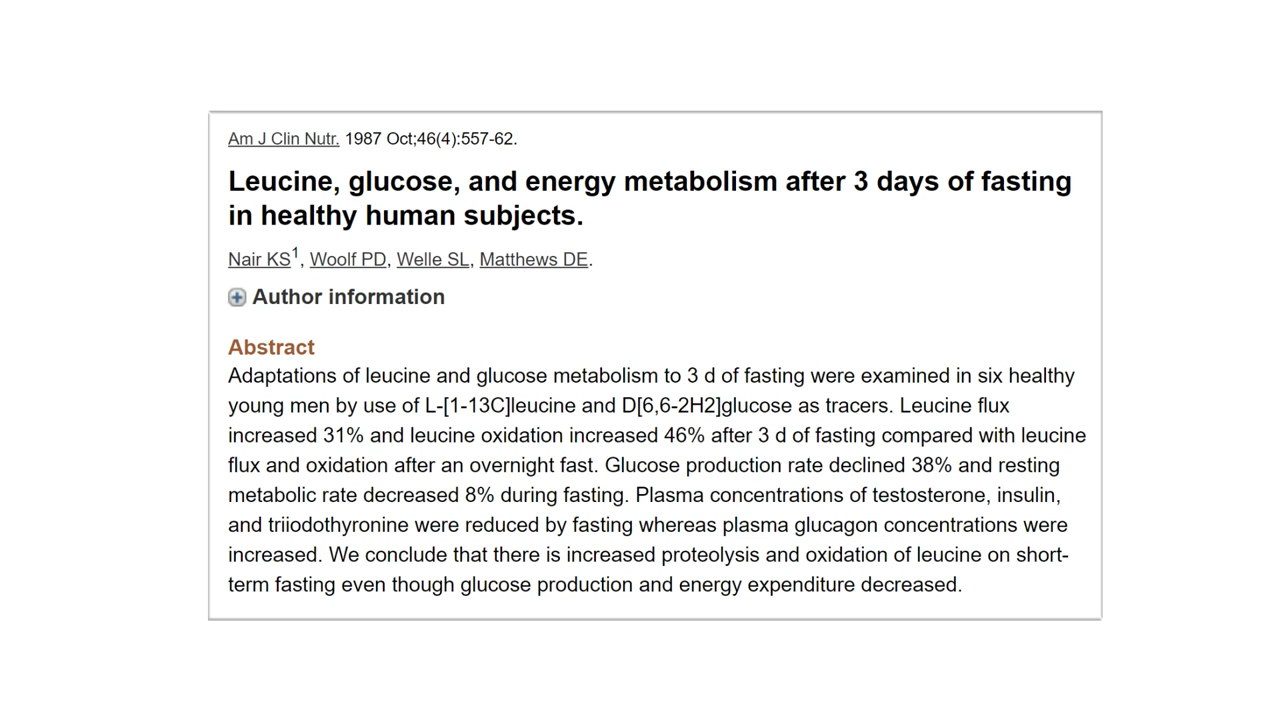 Am J Clin Nutr. 1987 Oct;46(4):557-62.
Leucine, glucose, and energy metabolism after 3 days of fasting
in healthy human subjects.
Nair KS1, Woolf PD, Welle SL, Matthews DE.
Author information
Abstract
Adaptations of leucine and glucose metabolism to 3 d of fasting were examined in six healthy
young men by use of L-[1-13C]leucine and D[6,6-2H2]glucose as tracers. Leucine flux
increased 31% and leucine oxidation increased 46% after 3 d of fasting compared with leucine
flux and oxidation after an overnight fast. Glucose production rate declined 38% and resting
metabolic rate decreased 8% during fasting. Plasma concentrations of testosterone, insulin,
and triiodothyronine were reduced by fasting whereas plasma glucagon concentrations were
increased. We conclude that there is increased proteolysis and oxidation of leucine on short-
term fasting even though glucose production and energy expenditure decreased.